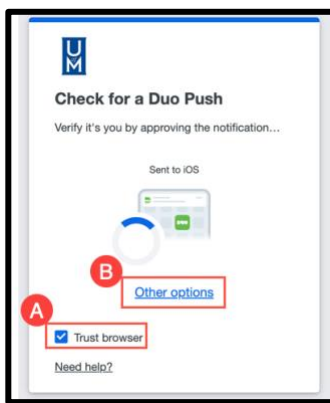 U
M
Check for a Duo Push
Verify it's you by approving the notification...
Sent to iOS
B
Other options
A
Trust browser
Need help?